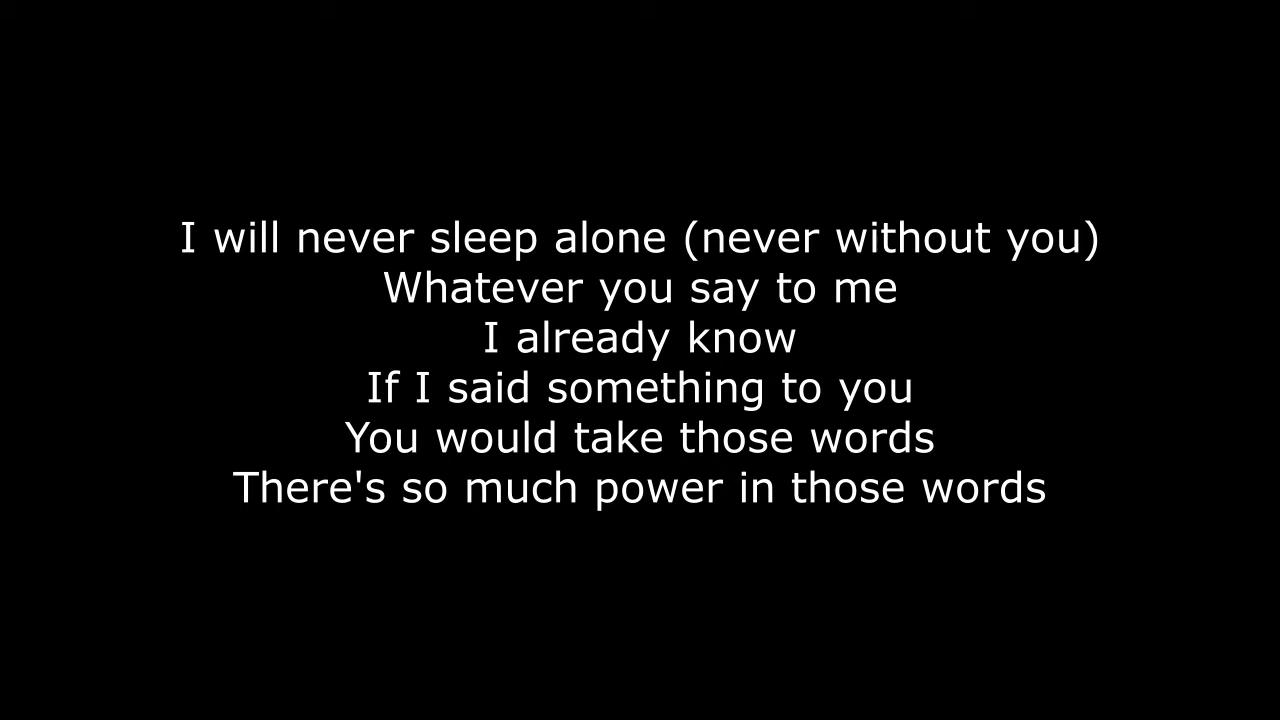 I will never sleep alone (never without you)
Whatever you say to me
I already know
If I said something to you
You would take those words
There's so much power in those words